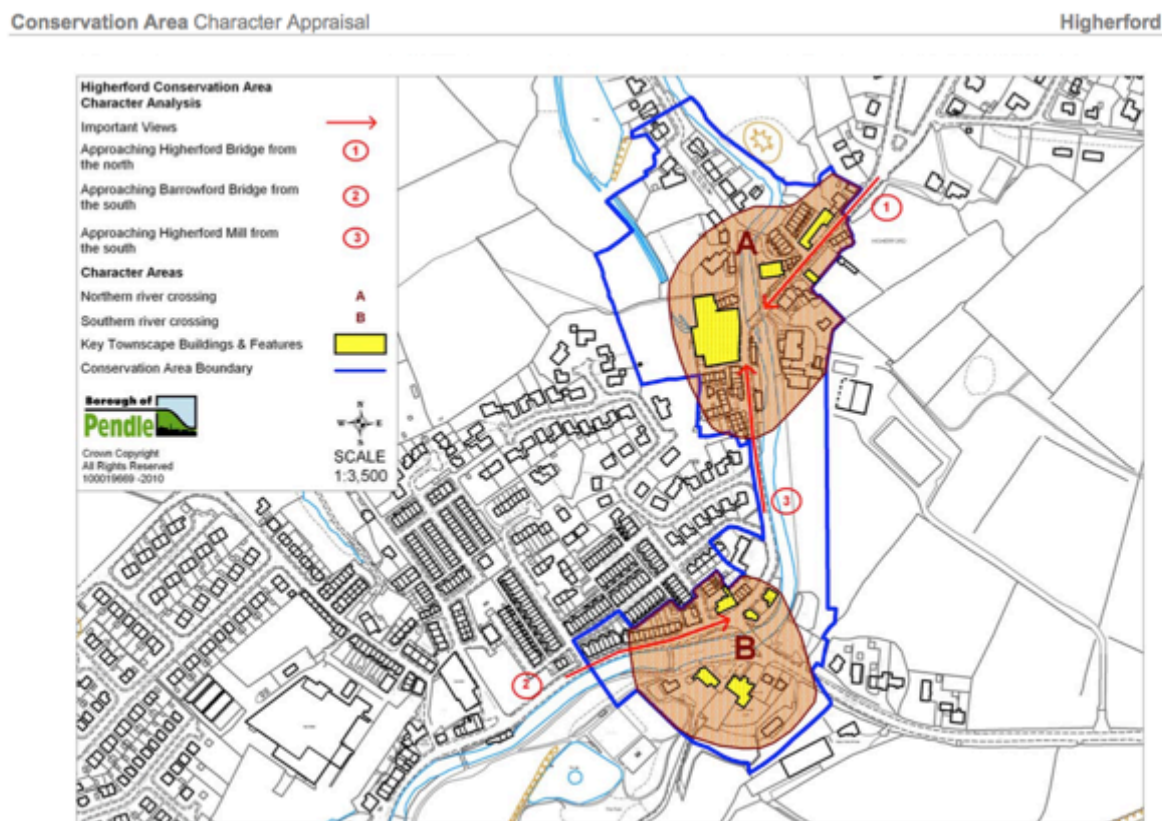 Conservation Area Character Appraisal
Higherford
Higherford Conservation Area
Character Analysis
Important Views
Approaching Higherford Bridge from
the north
1
Approaching Barrowford Bridge from
the south
2
Approaching Higherford Mill from
the south
3
Character Areas
Northern river crossing
A
Southern river crossing
B
Key Townscape Buildings & Features
Conservation Area Boundary
Borough of
Pendle
Crown Copyright
All Rights Reserved
100019669 -2010
N
W
E
S
SCALE
1:3,500
1
A
HIGHERFORD
3
B
2